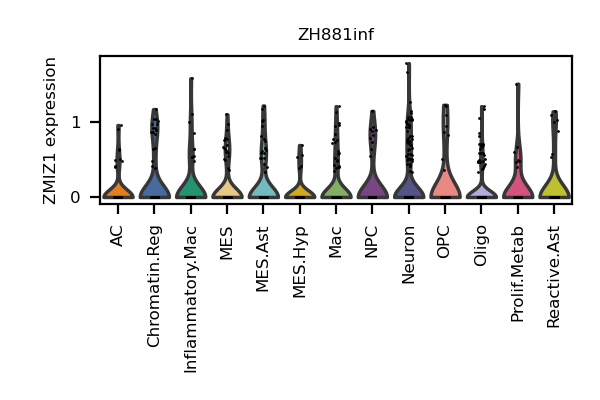 ZH881inf
ZMIZ1 expression
1
0
AC
Chromatin.Reg
Inflammatory.Mac
MES
MES.Ast
MES.Hyp
Mac
NPC
Neuron
OPC
Oligo
Prolif.Metab
Reactive.Ast